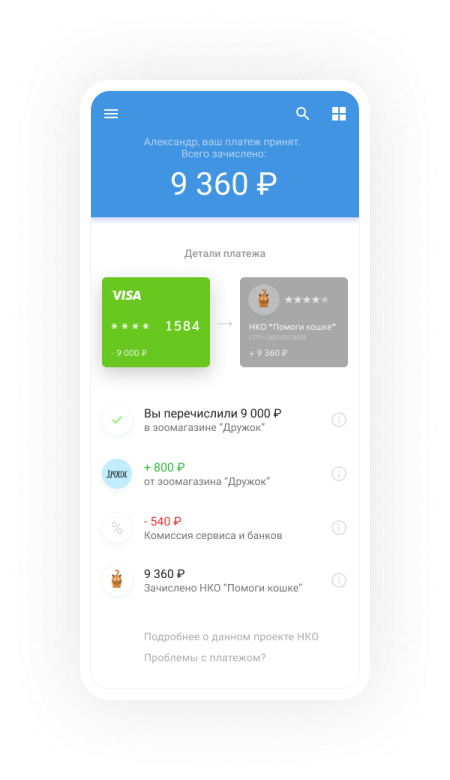 Александр, ваш платеж принят.
Всего зачислено:
9 360 ₽
Детали платежа
VISA
**** 1584
- 9 000 ₽
НКО “Помоги кошке”
+ 9 360 ₽
Вы перечислили 9 000 ₽
в зоомагазине “Дружок”
Дружок
+ 800 ₽
от зоомагазина “Дружок”
%
- 540 ₽
Комиссия сервиса и банков
9 360 ₽
Зачислено НКО “Помоги кошке”
Подробнее о данном проекте НКО
Проблемы с платежом?